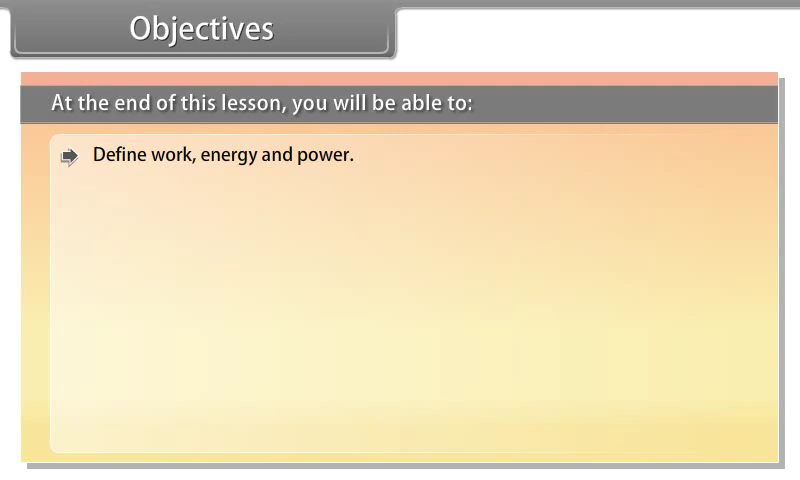 Objectives
At the end of this lesson, you will be able to:
Define work, energy and power.